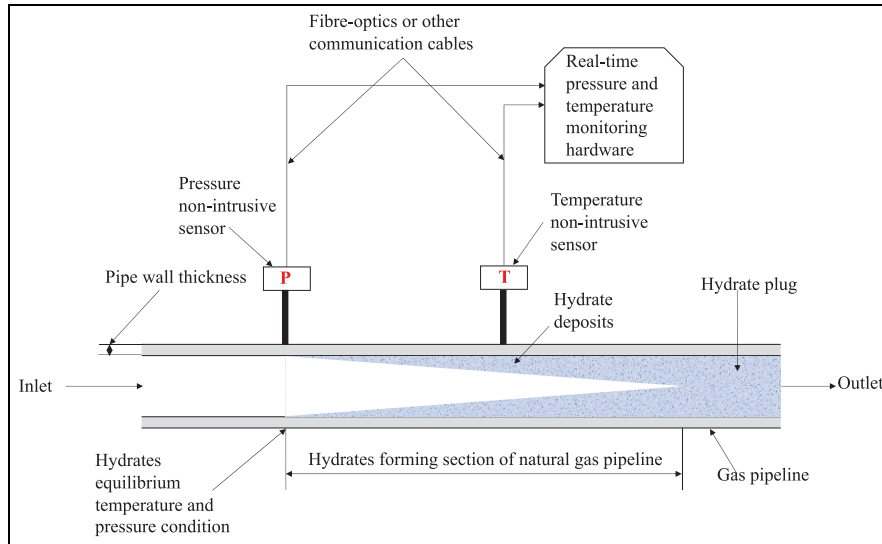 Fibre-optics or other
communication cables
Real-time
pressure and
temperature
monitoring
hardware
Pressure
non-intrusive
sensor
Temperature
non-intrusive
sensor
P
T
Pipe wall thickness
Hydrate plug
Hydrate
deposits
Inlet
Outlet
Hydrates
equilibrium
temperature and
pressure condition
Hydrates forming section of natural gas pipeline
Gas pipeline